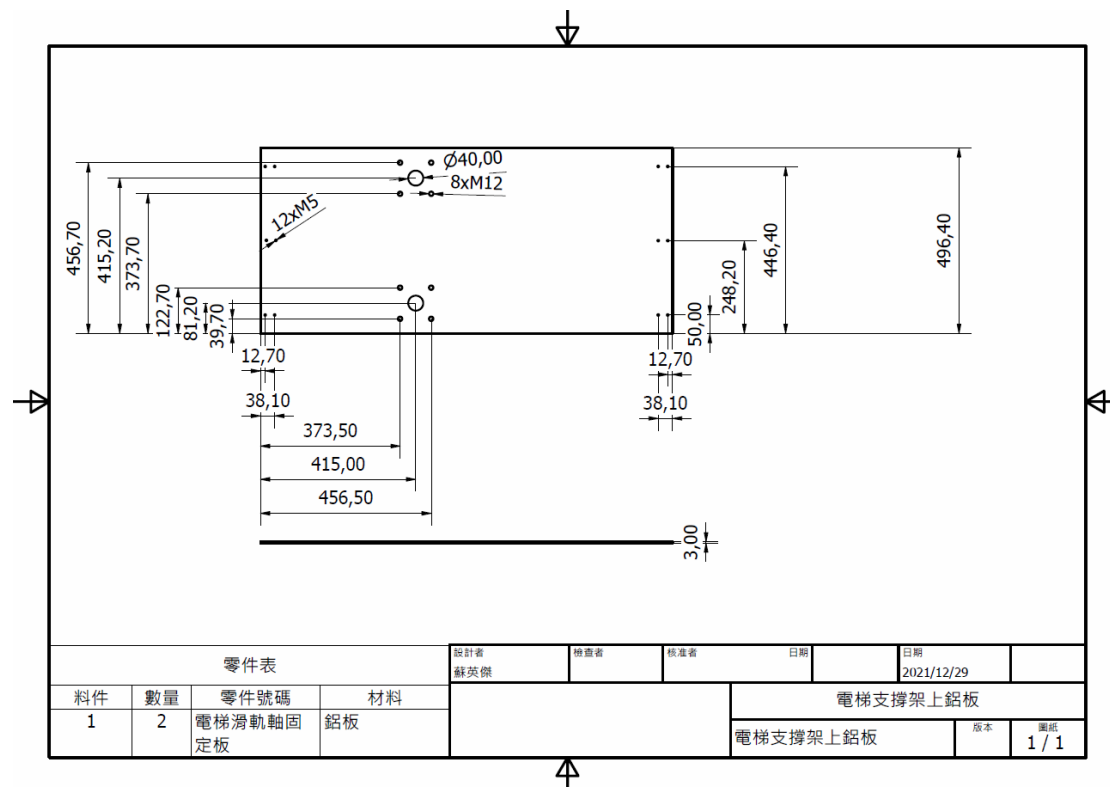 Ø40,00
8xM12
12xM5
456,70
415,20
373,70
122,70
81,20
39,70
248,20
446,40
496,40
50,00
12,70
38,10
373,50
415,00
456,50
12,70
38,10
3,00
零件表
料件 數量 零件號碼 材料
1 2 電梯滑軌軸固定板 鋁板
設計者
蘇英傑
檢查者
核准者
日期
日期
2021/12/29
電梯支撐架上鋁板
電梯支撐架上鋁板
版本
圖紙
1 / 1